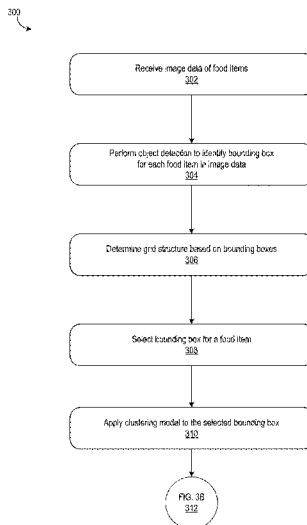 300
Receive image data of food items
302
Perform object detection to identify bounding box
for each food item in image data
304
Determine grid structure based on bounding boxes
306
Select bounding box for a food item
308
Apply clustering model to the selected bounding box
310
FIG. 3B
312